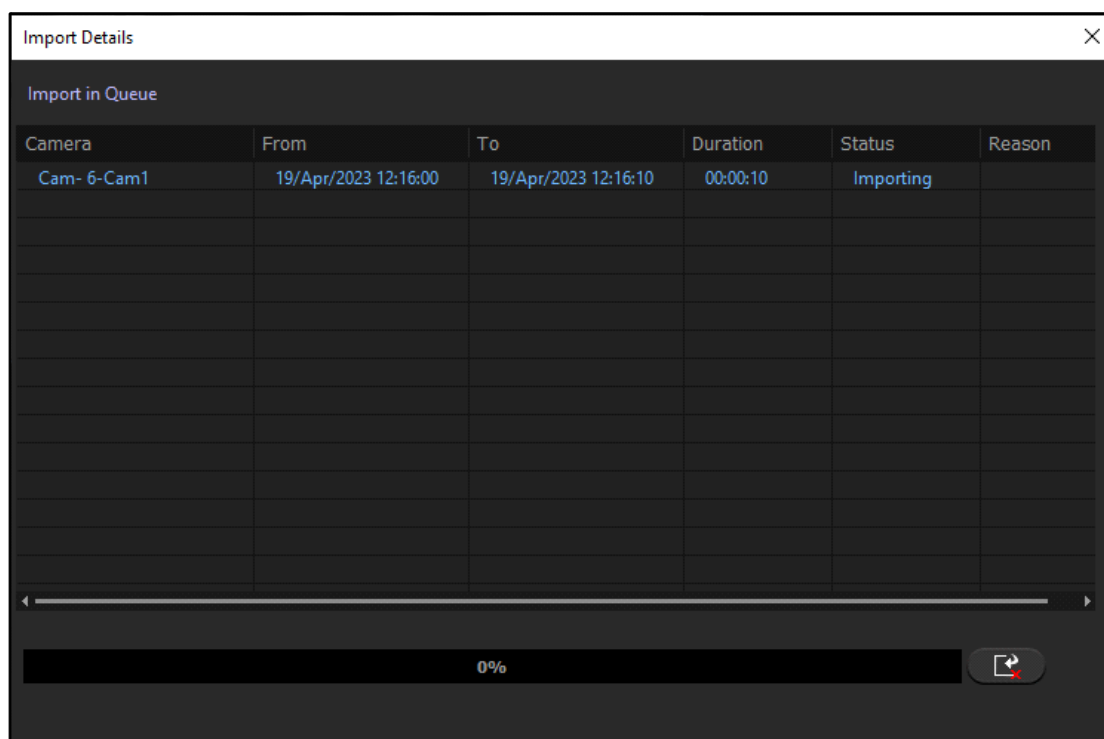 Import Details
Import in Queue
Camera From To Duration Status Reason
Cam- 6-Cam1 19/Apr/2023 12:16:00 19/Apr/2023 12:16:10 00:00:10 Importing
0%